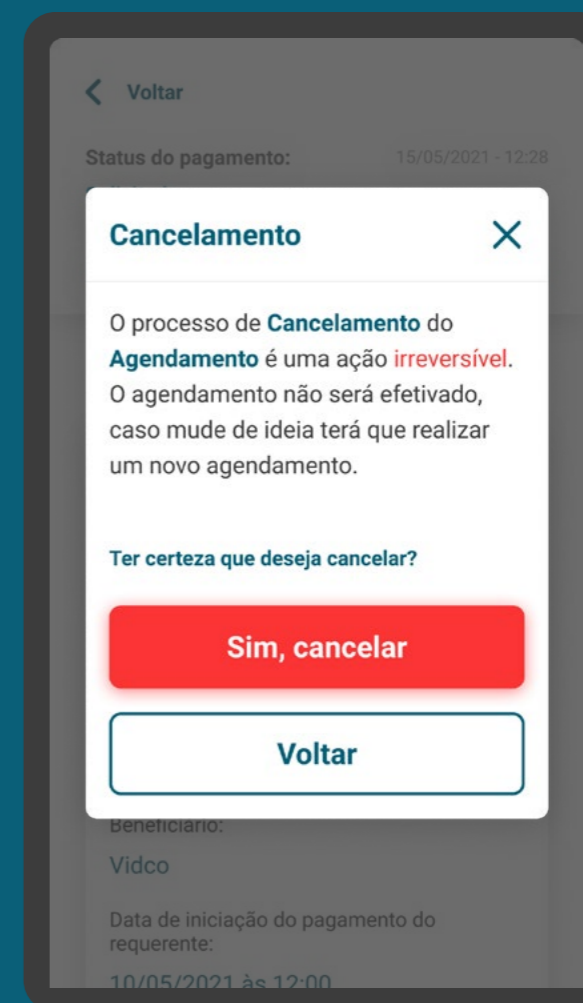 Voltar
Status do pagamento: 15/05/2021 - 12:28
Cancelamento
O processo de Cancelamento do
Agendamento é uma ação irreversível.
O agendamento não será efetivado,
caso mude de ideia terá que realizar
um novo agendamento.
Ter certeza que deseja cancelar?
Sim, cancelar
Voltar
Beneficiário:
Vidco
Data de iniciação do pagamento do
requerente:
10/05/2021 às 12:00